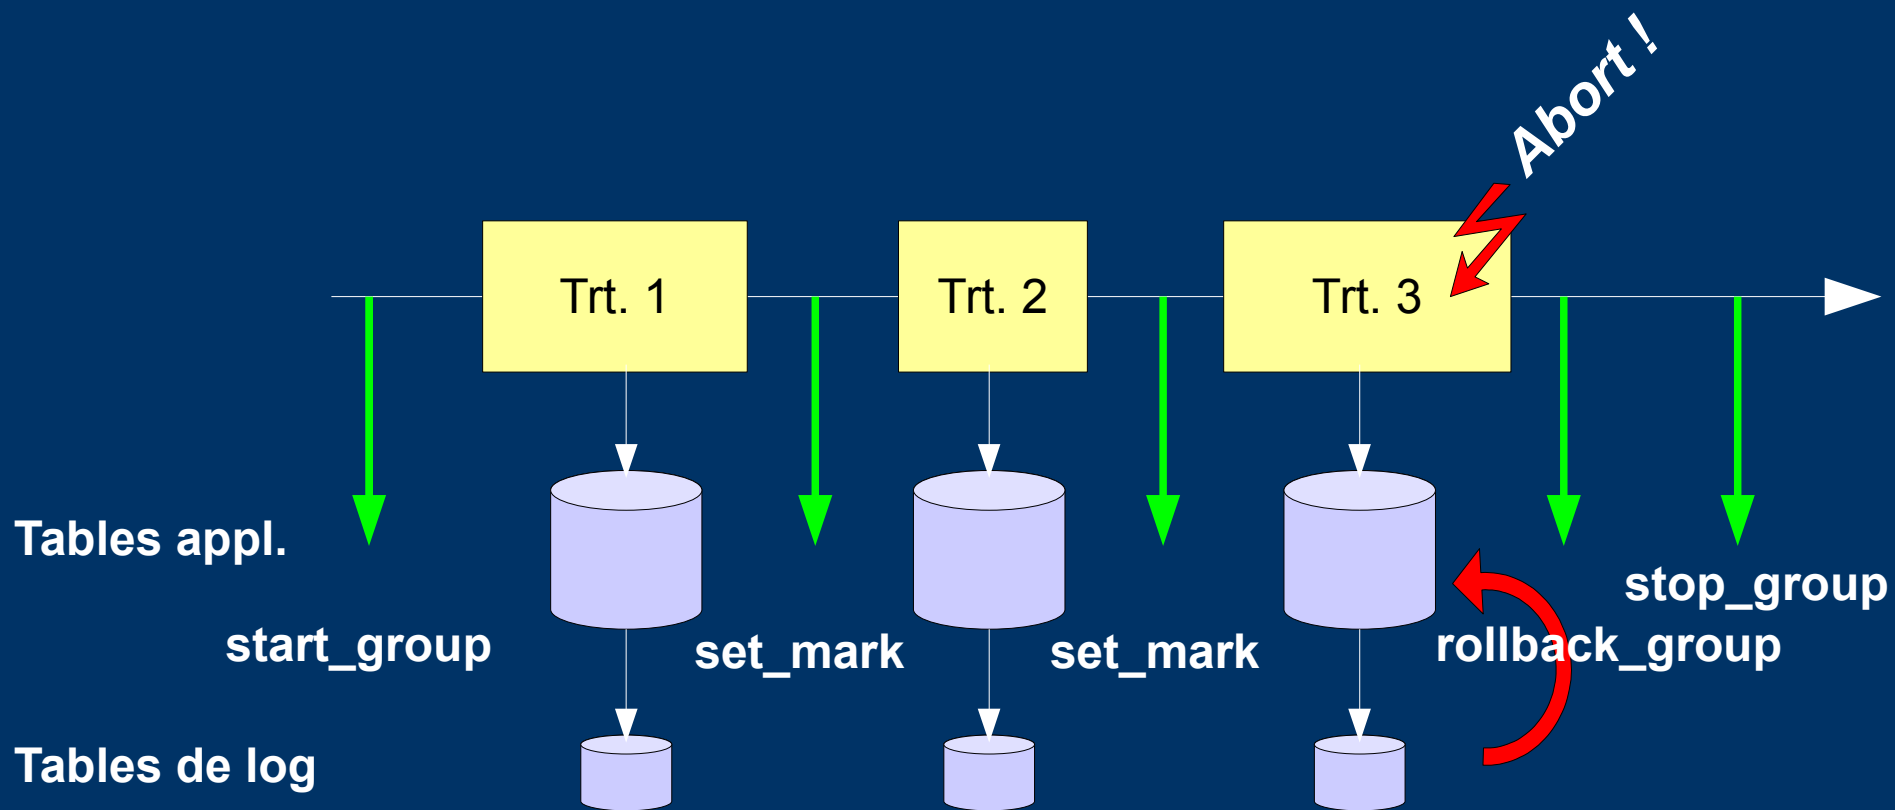 Abort !
Trt. 1
Trt. 2
Trt. 3
Tables appl.
stop_group
start_group
set_mark
set_mark
rollback_group
Tables de log